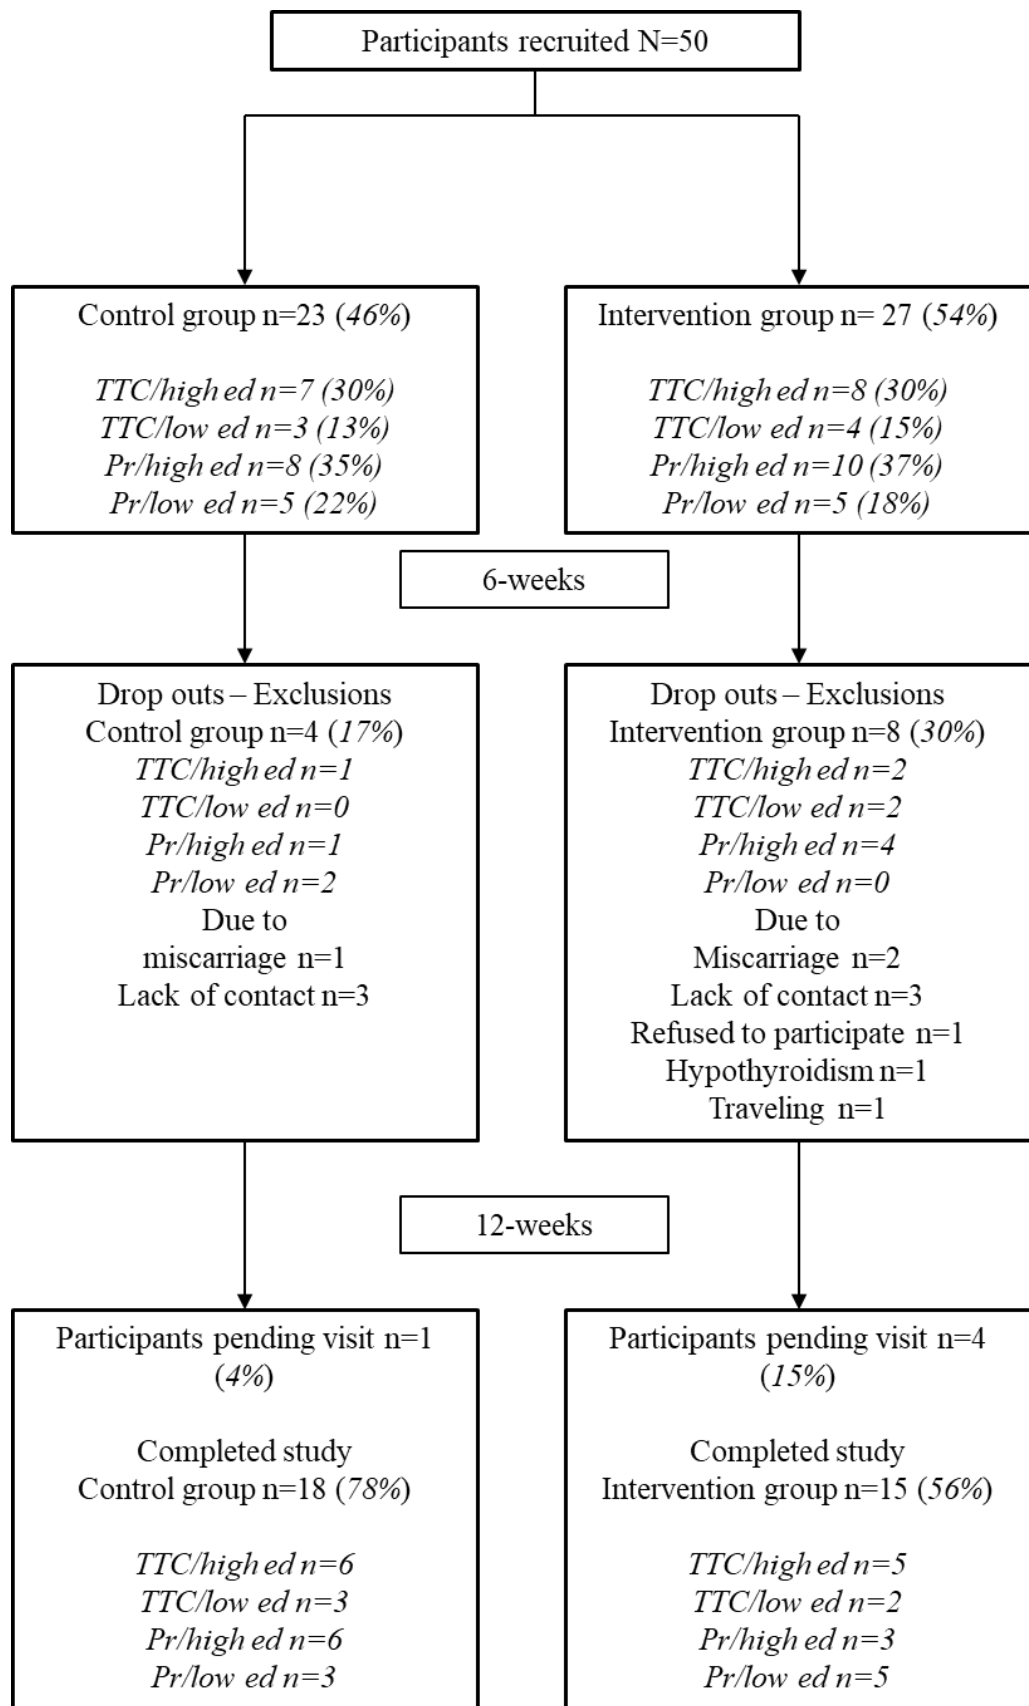 Participants recruited N=50
Control group n=23 (46%)
TTC/high ed n=7 (30%)
TTC/low ed n=3 (13%)
Pr/high ed n=8 (35%)
Pr/low ed n=5 (22%)
Intervention group n= 27 (54%)
TTC/high ed n=8 (30%)
TTC/low ed n=4 (15%)
Pr/high ed n=10 (37%)
Pr/low ed n=5 (18%)
6-weeks
Drop outs – Exclusions
Control group n=4 (17%)
TTC/high ed n=1
TTC/low ed n=0
Pr/high ed n=1
Pr/low ed n=2
Due to
miscarriage n=1
Lack of contact n=3
Drop outs – Exclusions
Intervention group n=8 (30%)
TTC/high ed n=2
TTC/low ed n=2
Pr/high ed n=4
Pr/low ed n=0
Due to
Miscarriage n=2
Lack of contact n=3
Refused to participate n=1
Hypothyroidism n=1
Traveling n=1
12-weeks
Participants pending visit n=1
(4%)
Completed study
Control group n=18 (78%)
TTC/high ed n=6
TTC/low ed n=3
Pr/high ed n=6
Pr/low ed n=3
Participants pending visit n=4
(15%)
Completed study
Intervention group n=15 (56%)
TTC/high ed n=5
TTC/low ed n=2
Pr/high ed n=3
Pr/low ed n=5